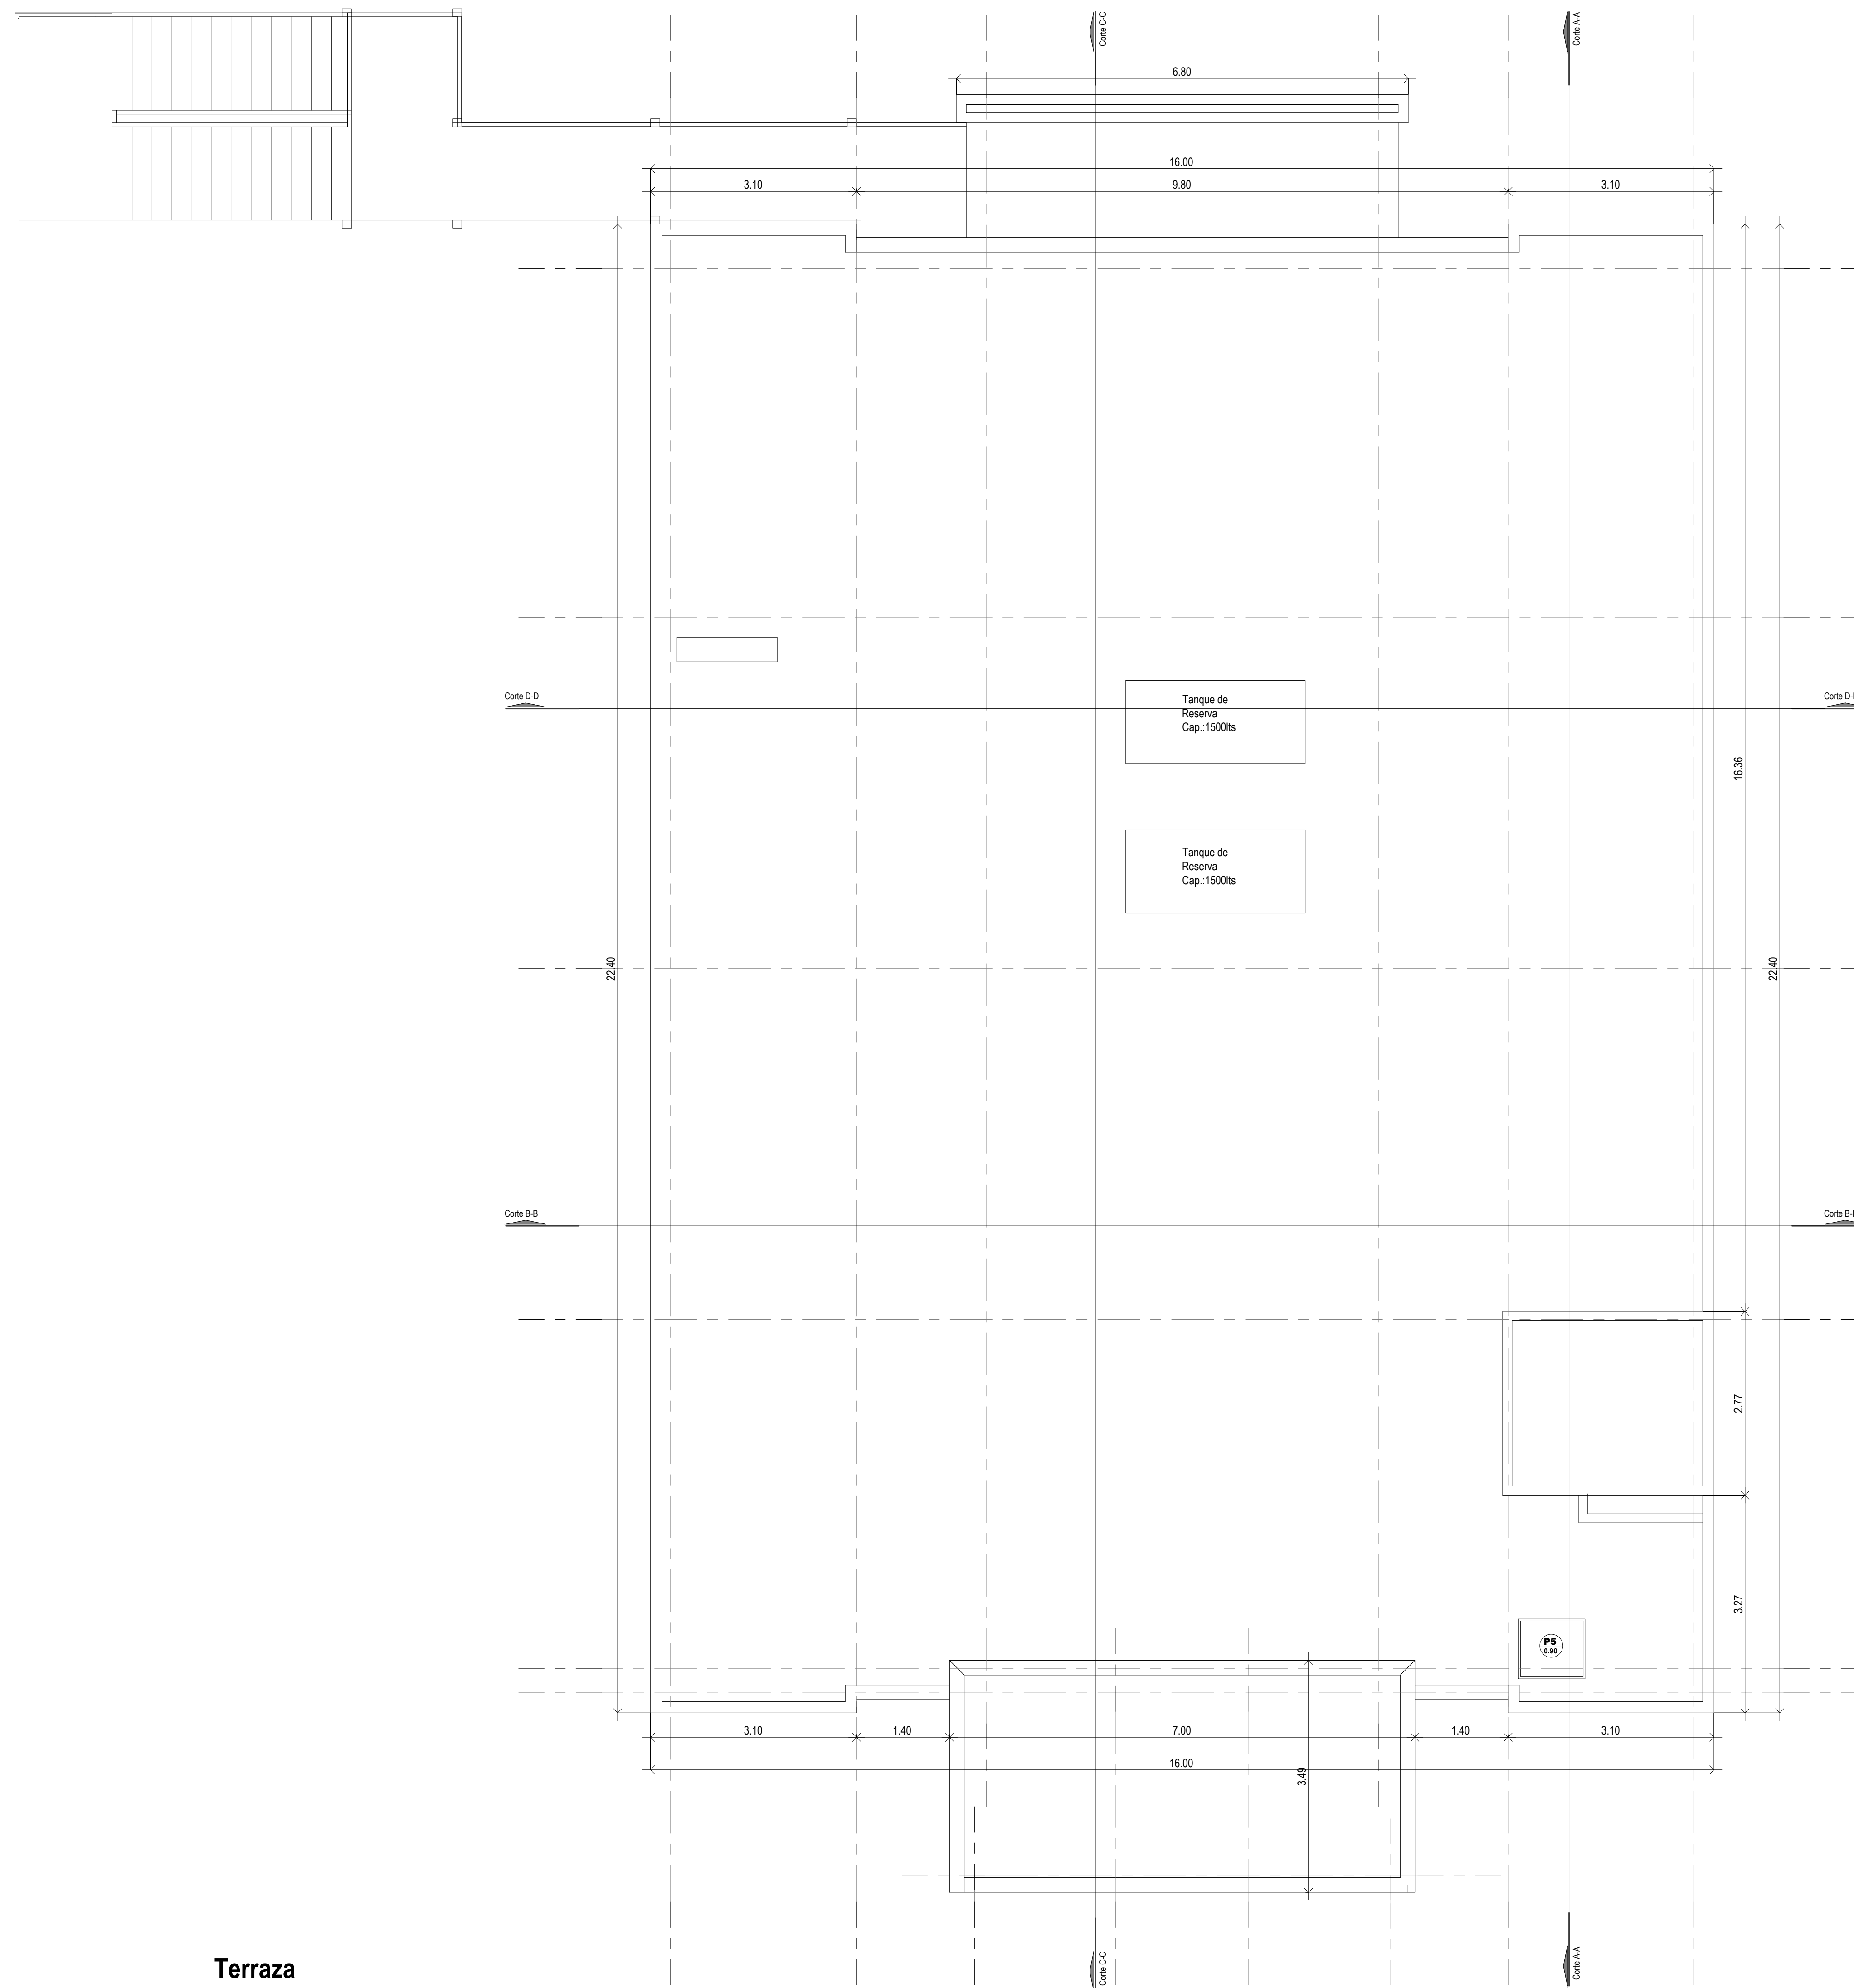 Corte C-C
Corte A-A
6.80
16.00
3.10
9.80
3.10
Corte D-D
Tanque de
Reserva
Cap.:1500lts
Corte D-
16.36
Tanque de
Reserva
Cap.:1500lts
22.40
22.40
Corte B-B
Corte B-
2.77
3.27
P5
0.90
3.10
1.40
7.00
1.40
3.10
16.00
3.49
Corte C-C
Corte A-A
Terraza